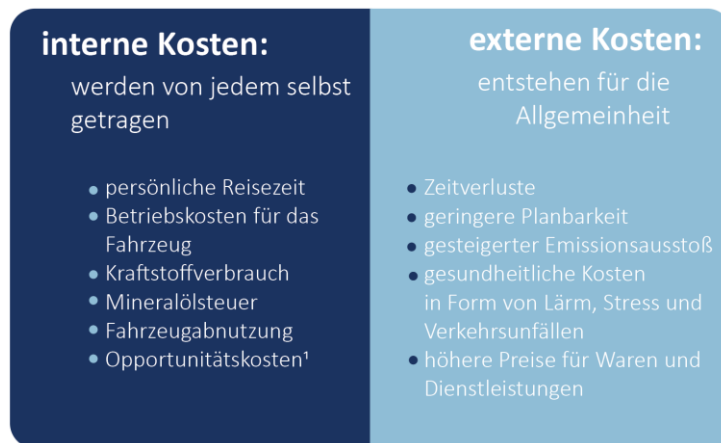 interne Kosten:
werden von jedem selbst
getragen
• persönliche Reisezeit
• Betriebskosten für das
Fahrzeug
• Kraftstoffverbrauch
• Mineralölsteuer
• Fahrzeugabnutzung
• Opportunitätskosten¹
externe Kosten:
entstehen für die
Allgemeinheit
• Zeitverluste
• geringere Planbarkeit
• gesteigerter Emissionsausstoß
• gesundheitliche Kosten
in Form von Lärm, Stress und
Verkehrsunfällen
• höhere Preise für Waren und
Dienstleistungen